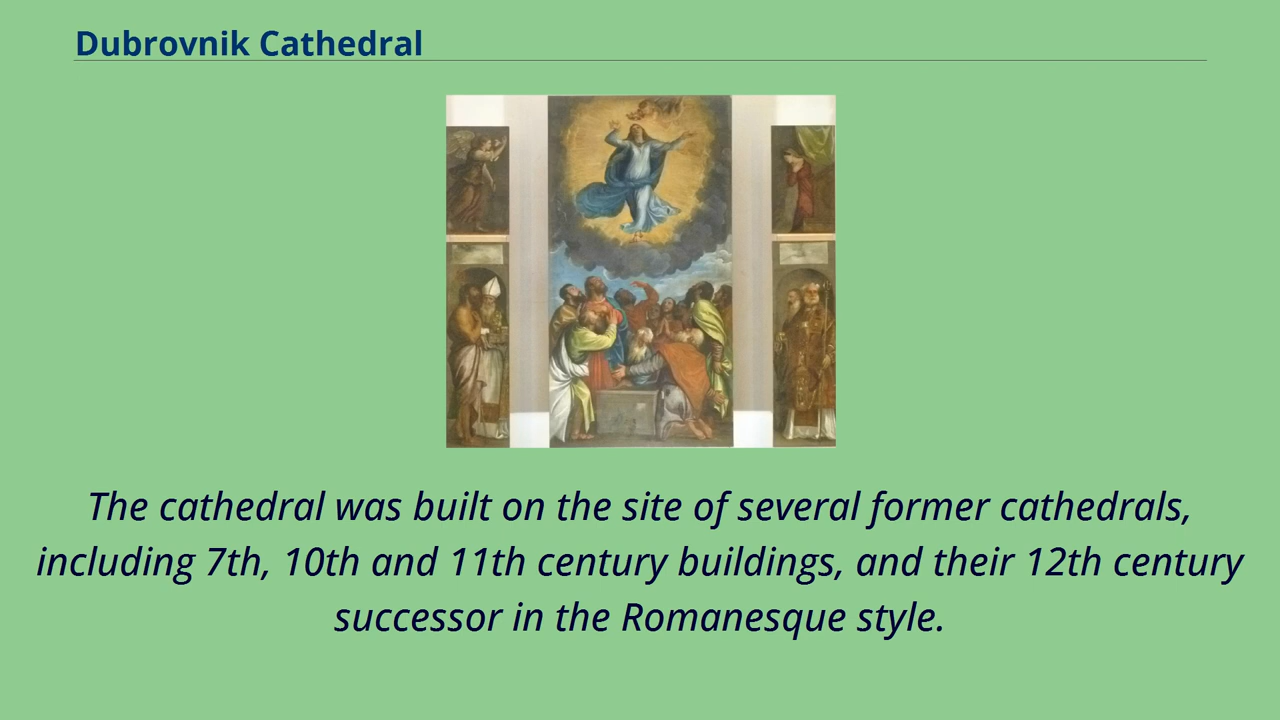 Dubrovnik Cathedral
The cathedral was built on the site of several former cathedrals,
including 7th, 10th and 11th century buildings, and their 12th century
successor in the Romanesque style.